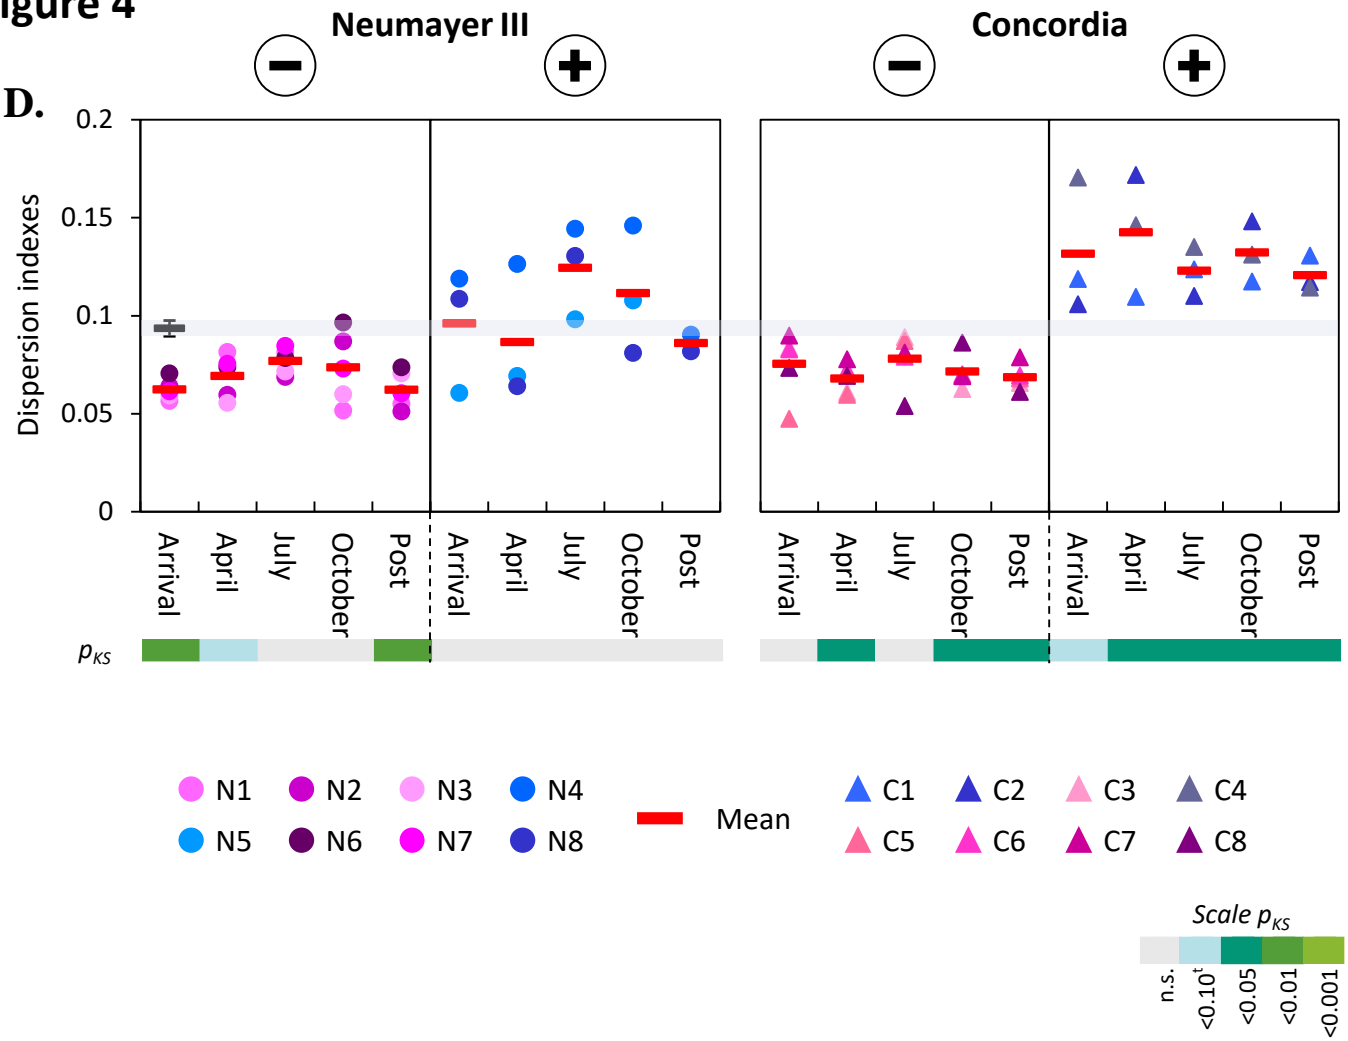 igure 4
Neumayer III
Concordia
− + − +
D.
Dispersion indexes
0.2
0.15
0.1
0.05
0
Arrival April July October Post Arrival April July October Post
Arrival April July October Post Arrival April July October Post
pKS
N1 N2 N3 N4
N5 N6 N7 N8
Mean
C1 C2 C3 C4
C5 C6 C7 C8
Scale pKS
n.s. <0.10t <0.05 <0.01 <0.001